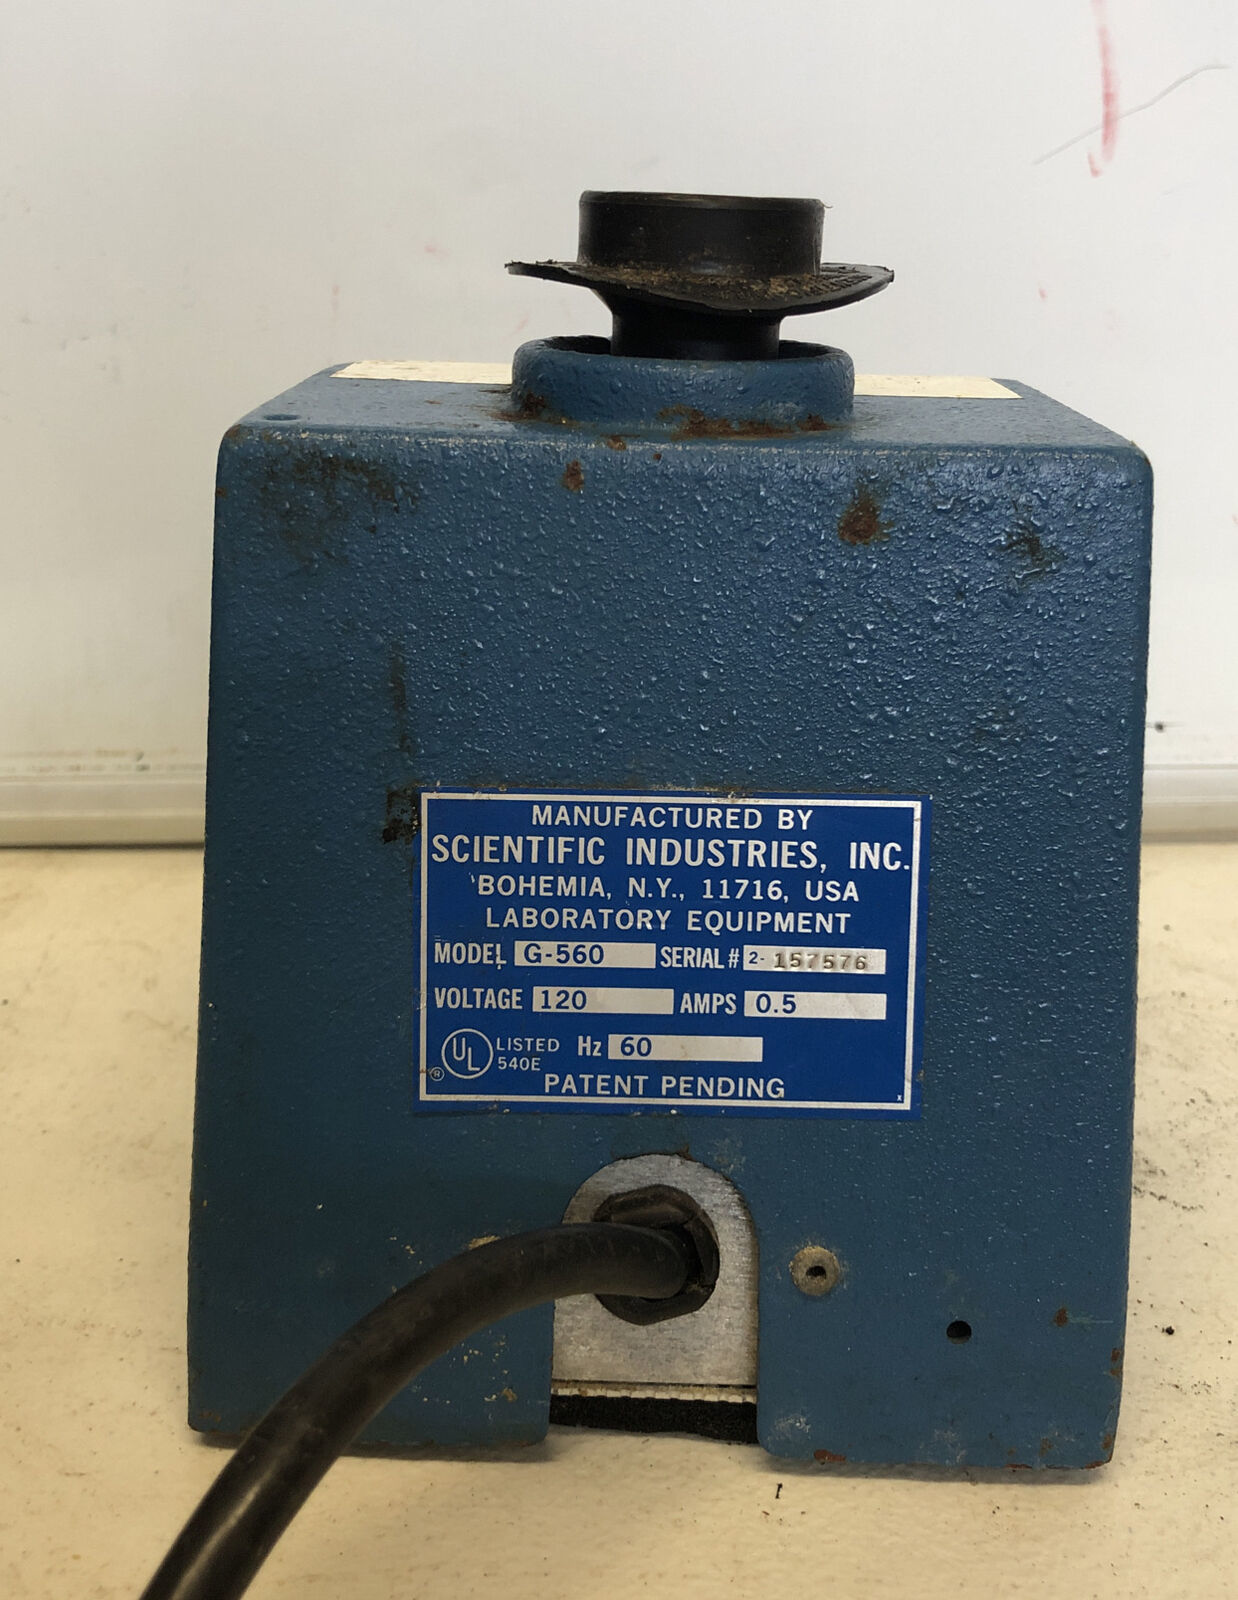 MANUFACTURED BY
SCIENTIFIC INDUSTRIES, INC.
BOHEMIA, N.Y., 11716, USA
LABORATORY EQUIPMENT
MODEL G-560 SERIAL # 2- 157576
VOLTAGE 120 AMPS 0.5
UL ® LISTED 540E Hz 60
PATENT PENDING
x